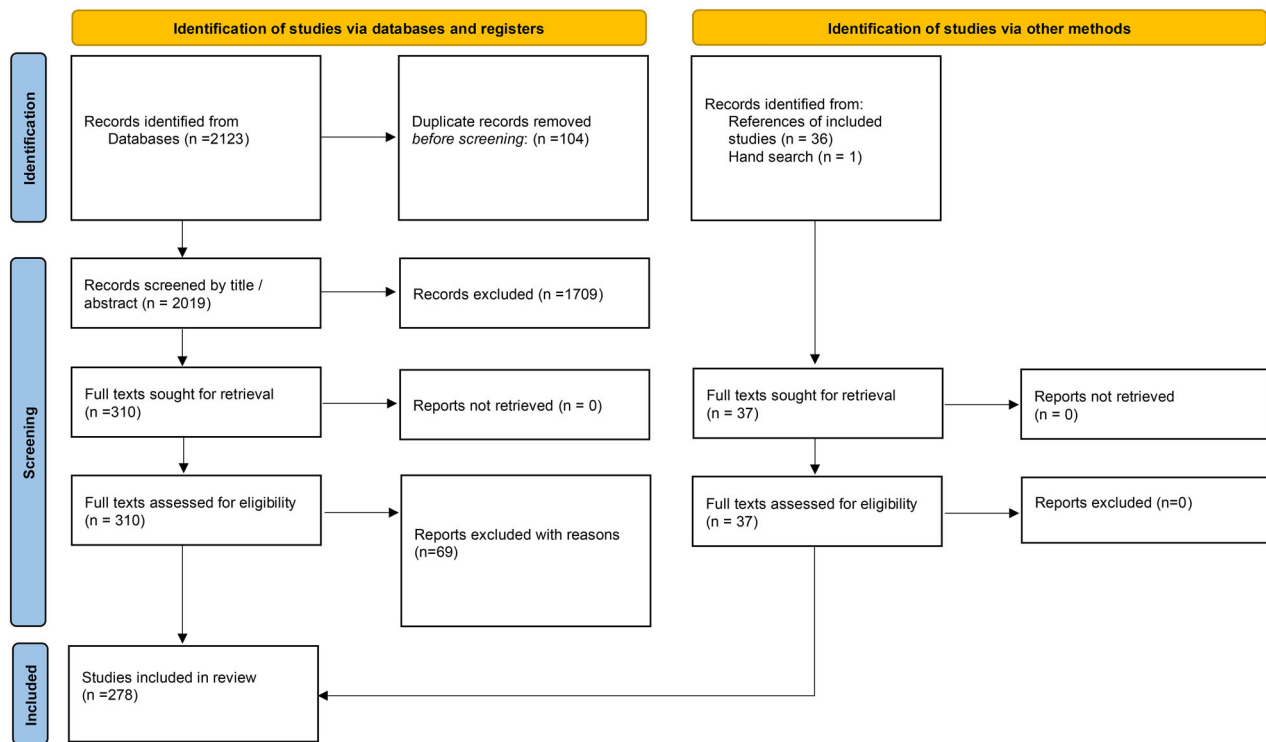 Identification of studies via databases and registers
Identification of studies via other methods
Identification
Records identified from
Databases (n =2123)
Duplicate records removed
before screening: (n =104)
Records identified from:
References of included
studies (n = 36)
Hand search (n = 1)
Screening
Records screened by title /
abstract (n = 2019)
Records excluded (n =1709)
Full texts sought for retrieval
(n =310)
Reports not retrieved (n = 0)
Full texts sought for retrieval
(n = 37)
Reports not retrieved
(n = 0)
Full texts assessed for eligibility
(n = 310)
Reports excluded with reasons
(n=69)
Full texts assessed for eligibility
(n = 37)
Reports excluded (n=0)
Included
Studies included in review
(n =278)